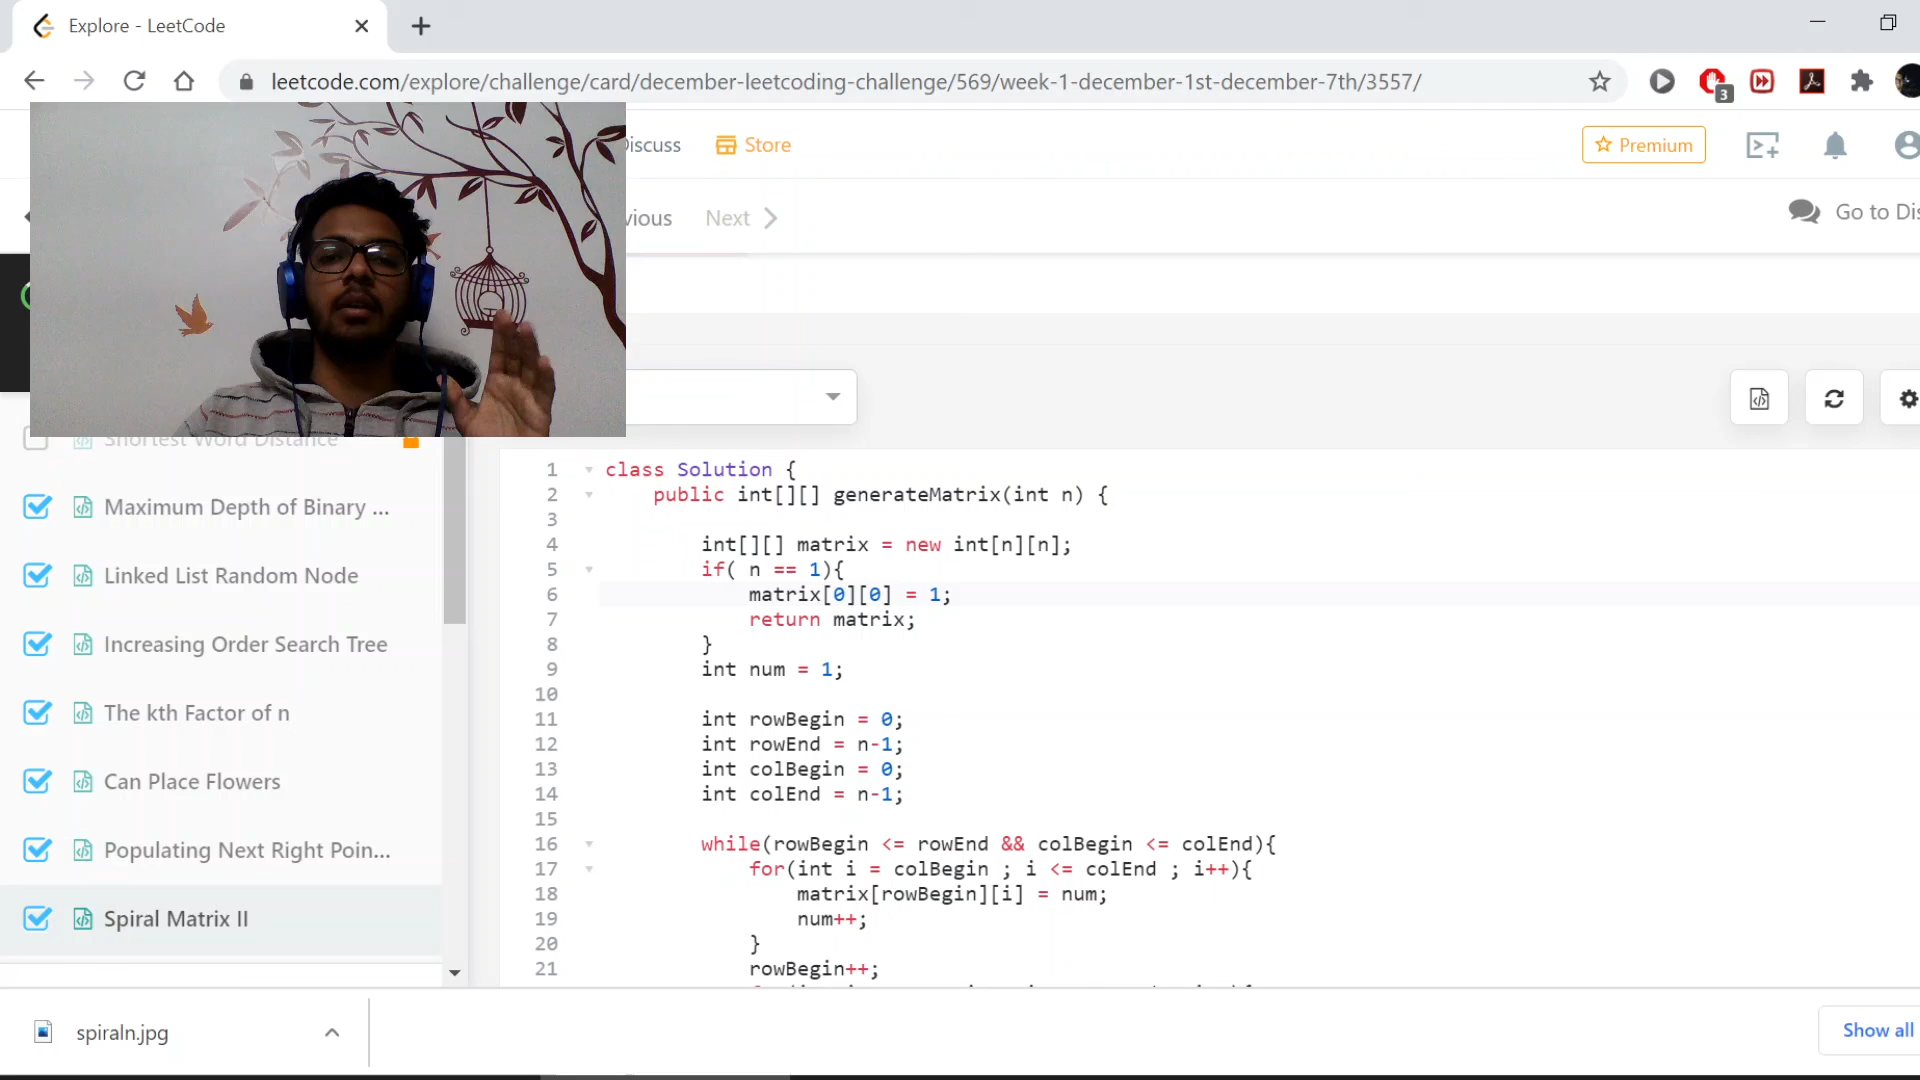 Explore - LeetCode
leetcode.com/explore/challenge/card/december-leetcoding-challenge/569/week-1-december-1st-december-7th/3557/
3
iscuss
Store
Premium
vious
Next
Go to Dis
Shortest Word Distance
Maximum Depth of Binary ...
Linked List Random Node
Increasing Order Search Tree
The kth Factor of n
Can Place Flowers
Populating Next Right Poin...
Spiral Matrix II
1 class Solution {
2 public int[][] generateMatrix(int n) {
3
4 int[][] matrix = new int[n][n];
5 if( n == 1){
6 matrix[0][0] = 1;
7 return matrix;
8 }
9 int num = 1;
10
11 int rowBegin = 0;
12 int rowEnd = n-1;
13 int colBegin = 0;
14 int colEnd = n-1;
15
16 while(rowBegin <= rowEnd && colBegin <= colEnd){
17 for(int i = colBegin ; i <= colEnd ; i++){
18 matrix[rowBegin][i] = num;
19 num++;
20 }
21 rowBegin++;
spiraln.jpg
Show all